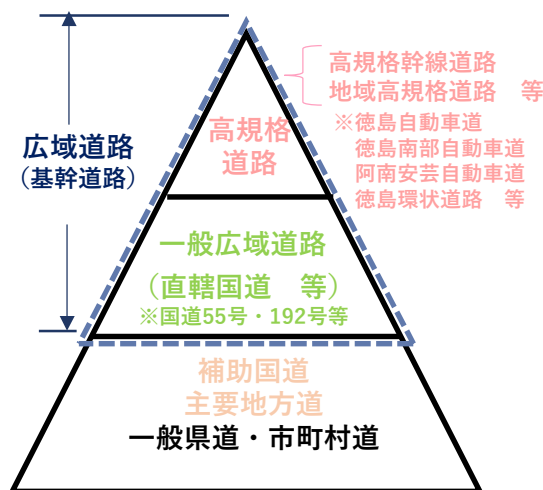 広域道路
（基幹道路）
高規格
道路
高規格幹線道路
地域高規格道路　等
※徳島自動車道
徳島南部自動車道
阿南安芸自動車道
徳島環状道路　等
一般広域道路
（直轄国道　等）
※国道55号・192号等
補助国道
主要地方道
一般県道・市町村道